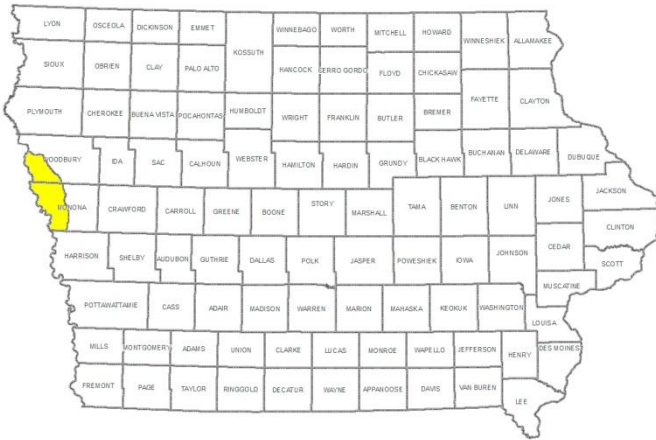 LYON OSCEOLA DICKINSON EMMET WINNEBAGO WORTH MITCHELL HOWARD
KOSSUTH WINNESHIEK ALLAMAKEE
SIOUX OBRIEN CLAY PALO ALTO HANCOCK CERRO GORDO FLOYD CHICKASAW
PLYMOUTH CHEROKEE BUENA VISTA POCAHONTAS HUMBOLDT WRIGHT FRANKLIN BUTLER BREMER FAYETTE CLAYTON
WOODBURY IDA SAC CALHOUN WEBSTER HAMILTON HARDIN GRUNDY BLACK HAWK BUCHANAN DELAWARE DUBUQUE
MONONA CRAWFORD CARROLL GREENE BOONE STORY MARSHALL TAMA BENTON LINN JONES JACKSON
CLINTON
HARRISON SHELBY AUDUBON GUTHRIE DALLAS POLK JASPER POWESHIEK IOWA JOHNSON CEDAR SCOTT
MUSCATINE
POTTAWATTAMIE CASS ADAIR MADISON WARREN MARION MAHASKA KEOKUK WASHINGTON
LOUISA
MILLS MONTGOMERY ADAMS UNION CLARKE LUCAS MONROE WAPELLO JEFFERSON HENRY DES MOINES
FREMONT PAGE TAYLOR RINGGOLD DECATUR WAYNE APPANOOSE DAVIS VAN BUREN
LEE